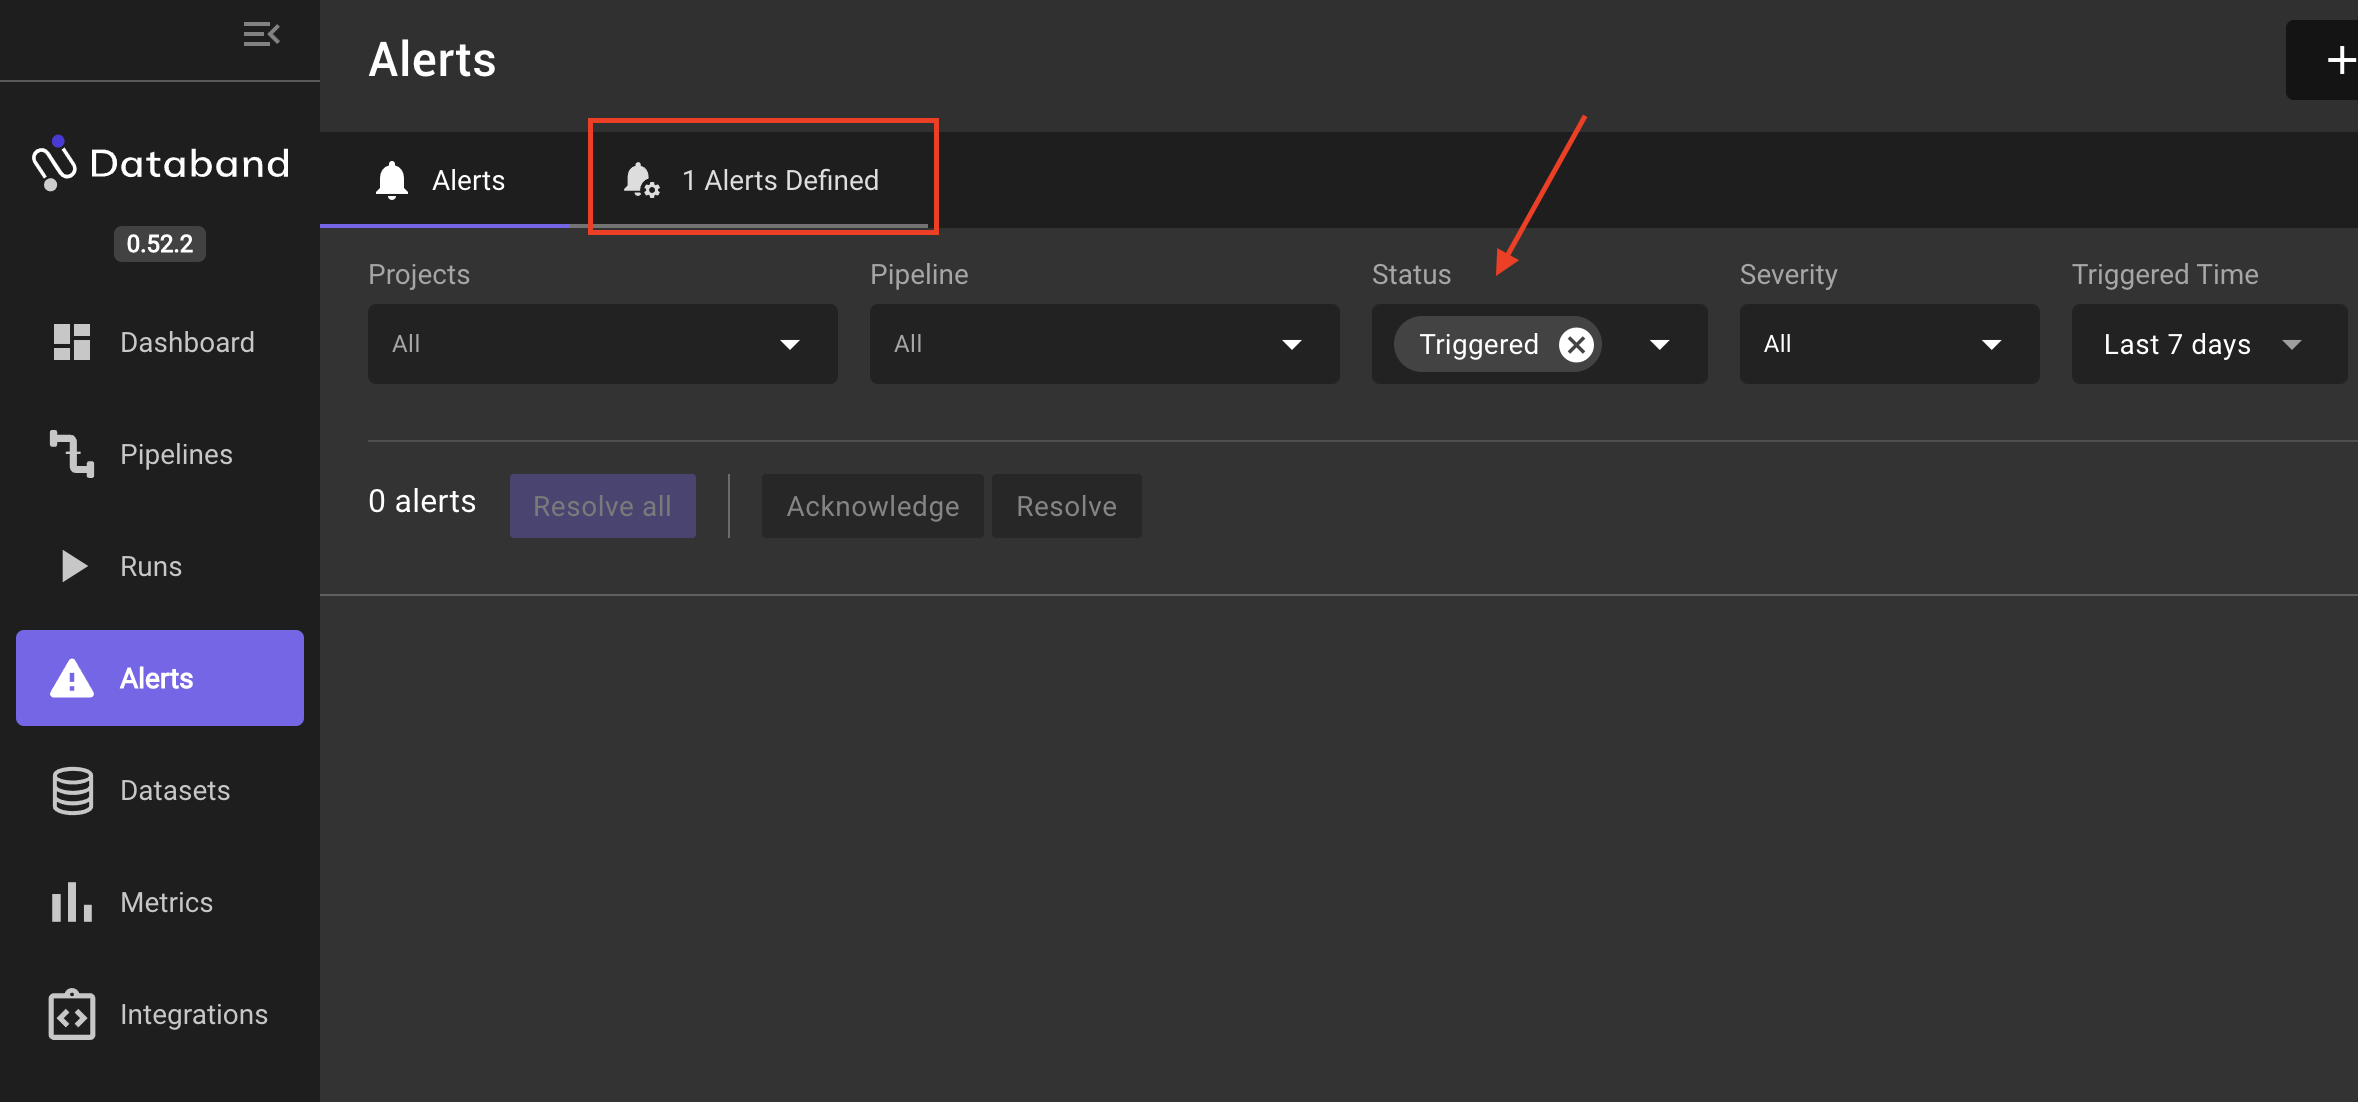 Alerts
Databand
0.52.2
Dashboard
Pipelines
Runs
Alerts
Datasets
Metrics
Integrations
Alerts
1 Alerts Defined
Projects
Pipeline
Status
Severity
Triggered Time
All
All
Triggered
All
Last 7 days
0 alerts
Resolve all
Acknowledge
Resolve